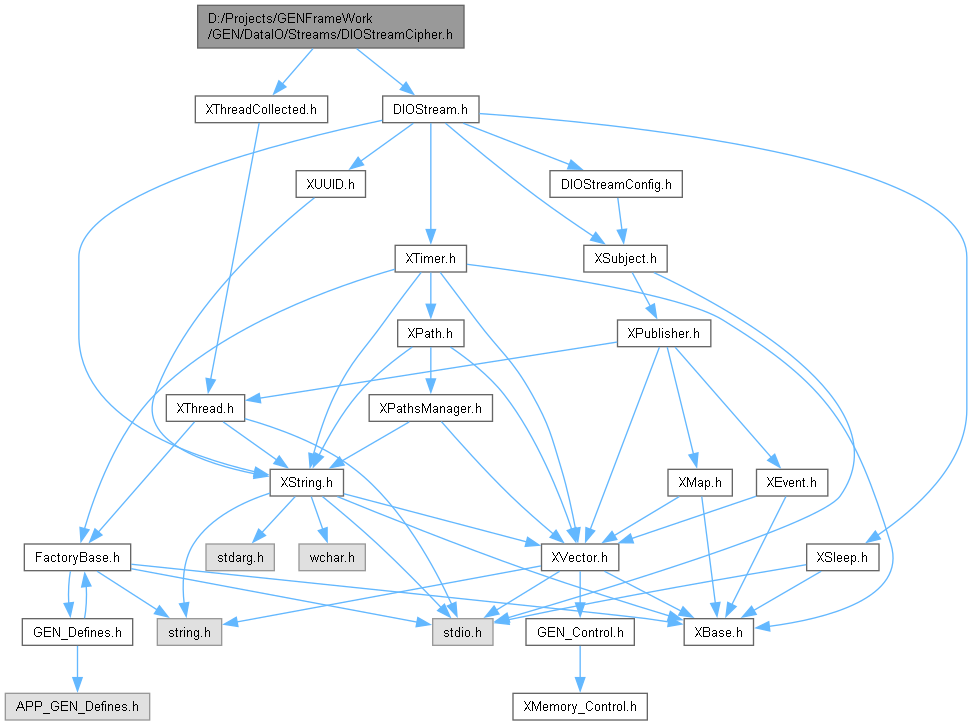 D:/Projects/GENFrameWork
/GEN/DataIO/Streams/DIOStreamCipher.h
XThreadCollected.h
DIOStream.h
XUUID.h
DIOStreamConfig.h
XTimer.h
XSubject.h
XPath.h
XPublisher.h
XThread.h
XPathsManager.h
XString.h
XMap.h
XEvent.h
FactoryBase.h
stdarg.h
wchar.h
XVector.h
XSleep.h
GEN_Defines.h
string.h
stdio.h
GEN_Control.h
XBase.h
APP_GEN_Defines.h
XMemory_Control.h